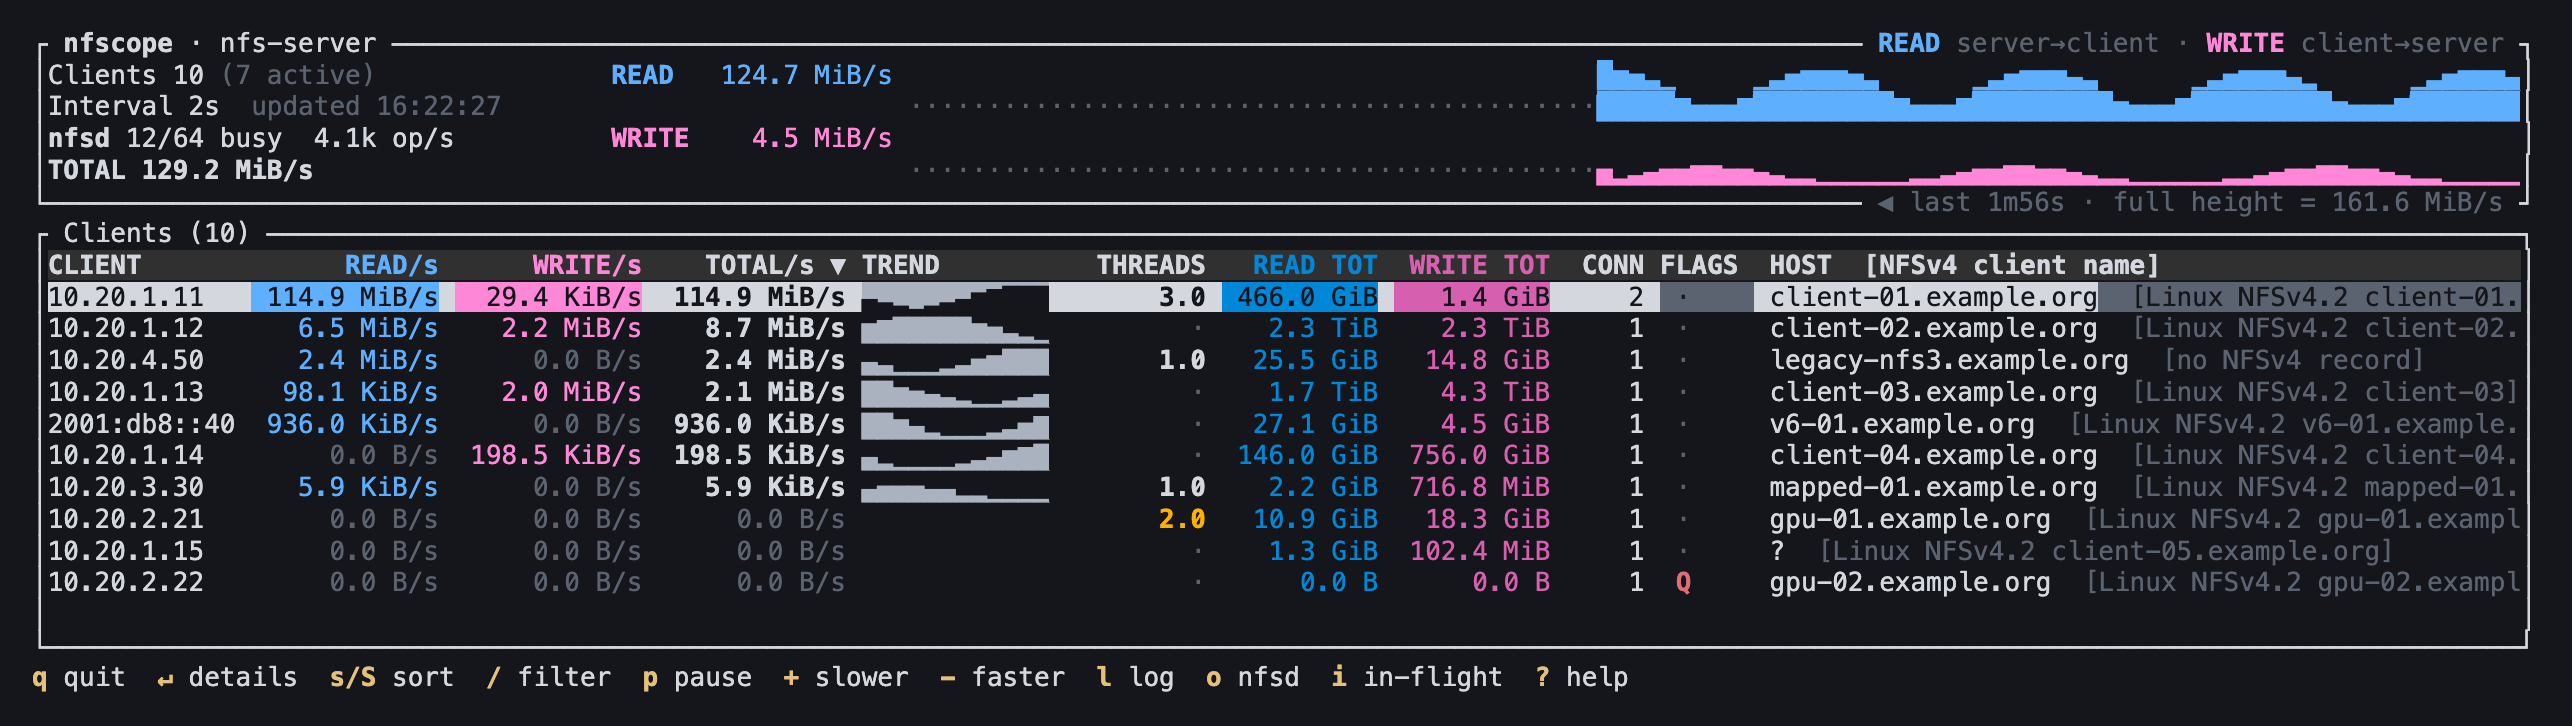 nfscope · nfs-server READ server→client · WRITE client→server
Clients 10 (7 active) READ 124.7 MiB/s
Interval 2s updated 16:22:27
nfsd 12/64 busy 4.1k op/s WRITE 4.5 MiB/s
TOTAL 129.2 MiB/s
◀ last 1m56s · full height = 161.6 MiB/s
Clients (10)
CLIENT READ/s WRITE/s TOTAL/s ▼ TREND THREADS READ TOT WRITE TOT CONN FLAGS HOST [NFSv4 client name]
10.20.1.11 114.9 MiB/s 29.4 KiB/s 114.9 MiB/s 3.0 466.0 GiB 1.4 GiB 2 · client-01.example.org [Linux NFSv4.2 client-01.
10.20.1.12 6.5 MiB/s 2.2 MiB/s 8.7 MiB/s · 2.3 TiB 2.3 TiB 1 · client-02.example.org [Linux NFSv4.2 client-02.
10.20.4.50 2.4 MiB/s 0.0 B/s 2.4 MiB/s 1.0 25.5 GiB 14.8 GiB 1 · legacy-nfs3.example.org [no NFSv4 record]
10.20.1.13 98.1 KiB/s 2.0 MiB/s 2.1 MiB/s · 1.7 TiB 4.3 TiB 1 · client-03.example.org [Linux NFSv4.2 client-03]
2001:db8::40 936.0 KiB/s 0.0 B/s 936.0 KiB/s · 27.1 GiB 4.5 GiB 1 · v6-01.example.org [Linux NFSv4.2 v6-01.example.
10.20.1.14 0.0 B/s 198.5 KiB/s 198.5 KiB/s · 146.0 GiB 756.0 GiB 1 · client-04.example.org [Linux NFSv4.2 client-04.
10.20.3.30 5.9 KiB/s 0.0 B/s 5.9 KiB/s 1.0 2.2 GiB 716.8 MiB 1 · mapped-01.example.org [Linux NFSv4.2 mapped-01.
10.20.2.21 0.0 B/s 0.0 B/s 0.0 B/s 2.0 10.9 GiB 18.3 GiB 1 · gpu-01.example.org [Linux NFSv4.2 gpu-01.exampl
10.20.1.15 0.0 B/s 0.0 B/s 0.0 B/s · 1.3 GiB 102.4 MiB 1 · ? [Linux NFSv4.2 client-05.example.org]
10.20.2.22 0.0 B/s 0.0 B/s 0.0 B/s · 0.0 B 0.0 B 1 Q gpu-02.example.org [Linux NFSv4.2 gpu-02.exampl
q quit ↵ details s/S sort / filter p pause + slower − faster l log o nfsd i in-flight ? help